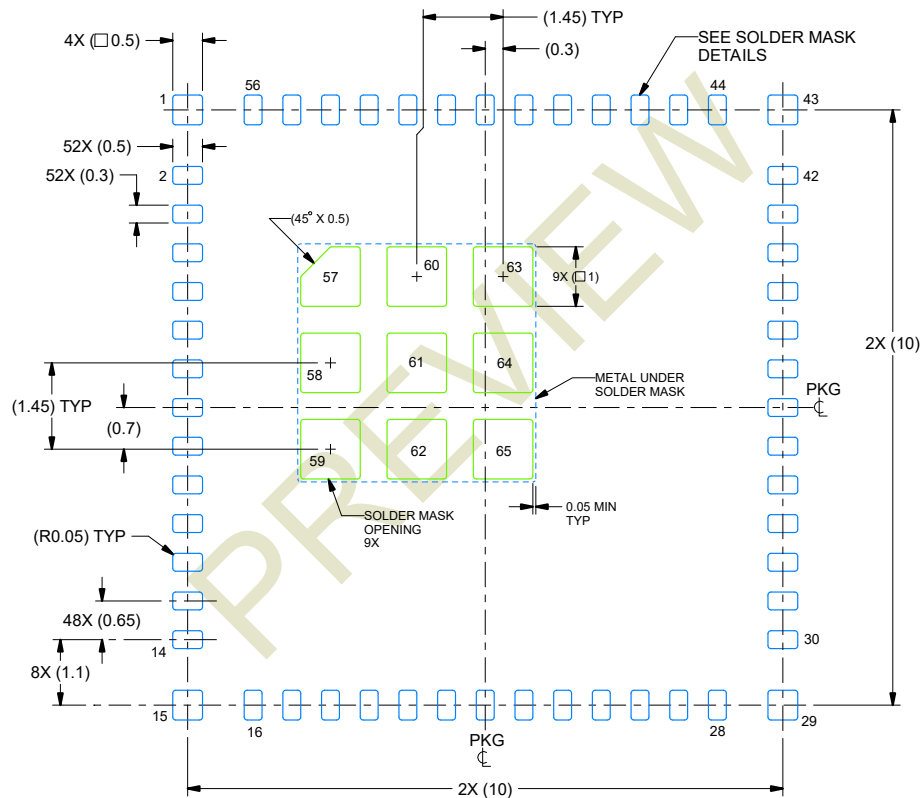 (1.45) TYP
4X (□ 0.5)
(0.3)
SEE SOLDER MASK
DETAILS
1
56
44
43
52X (0.5)
52X (0.3)
2
42
(45° X 0.5)
57
60
63
9X (□ 1)
2X (10)
58
61
64
METAL UNDER
SOLDER MASK
PKG
℄
(1.45) TYP
(0.7)
59
62
65
SOLDER MASK
OPENING
9X
0.05 MIN
TYP
(R0.05) TYP
48X (0.65)
14
30
8X (1.1)
15
16
28
29
PKG
℄
2X (10)
PREVIEW